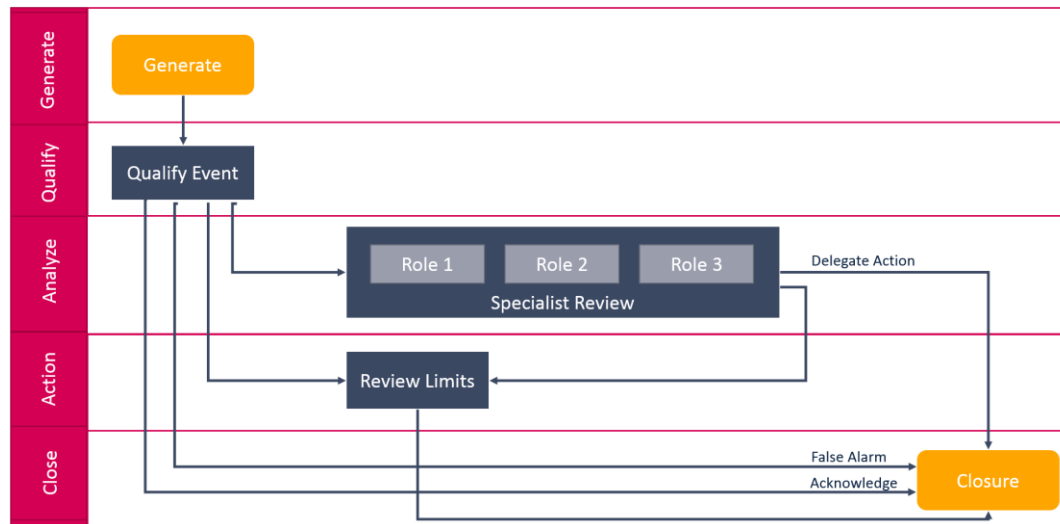 Generate
Generate
Qualify
Qualify Event
Analyze
Role 1
Role 2
Role 3
Specialist Review
Delegate Action
Action
Review Limits
Close
False Alarm
Acknowledge
Closure